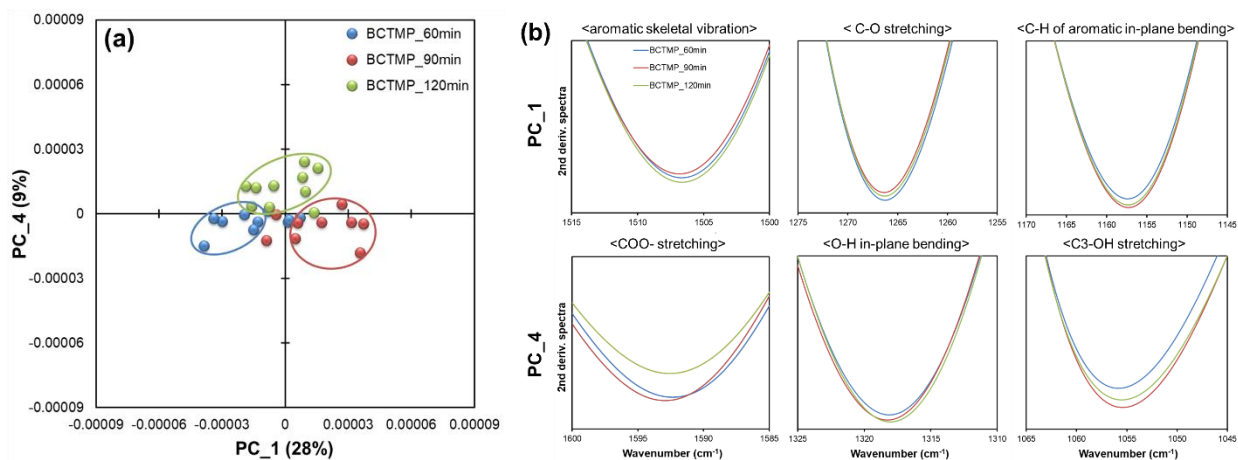 (a)
BCTMP_60min
BCTMP_90min
BCTMP_120min
0.00009
0.00006
0.00003
0
-0.00003
-0.00006
-0.00009
PC_4 (9%)
-0.00009 -0.00006 -0.00003 0 0.00003 0.00006 0.00009
PC_1 (28%)
(b)
<aromatic skeletal vibration>
< C-O stretching>
<C-H of aromatic in-plane bending>
BCTMP_60min
BCTMP_90min
BCTMP_120min
PC_1
2nd deriv. spectra
1515 1510 1505 1500
1275 1270 1265 1260 1255
1170 1165 1160 1155 1150 1145
<COO- stretching>
<O-H in-plane bending>
<C3-OH stretching>
PC_4
2nd deriv. spectra
1600 1595 1590 1585
1325 1320 1315 1310
1065 1060 1055 1050 1045
Wavenumber (cm⁻¹)
Wavenumber (cm⁻¹)
Wavenumber (cm⁻¹)